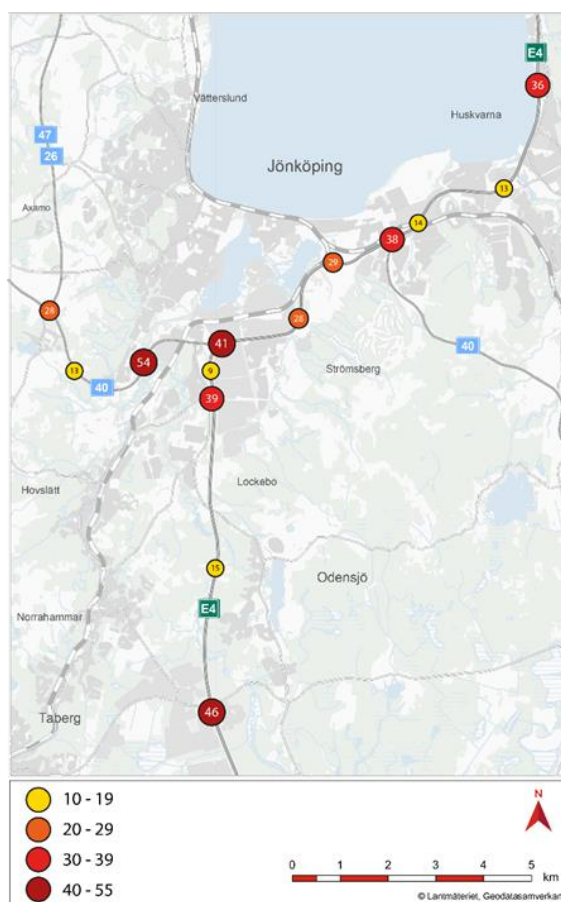 E4
36
Vätterslund
Huskvarna
47
26
Jönköping
13
Axamo
14
38
29
28
28
41
40
54
13
9
Strömsberg
40
39
Hovslätt
Lockebo
15
Odensjö
E4
Norrahammar
46
Taberg
10 - 19
20 - 29
30 - 39
40 - 55
N
0 1 2 3 4 5
km
© Lantmäteriet, Geodatasamverkan